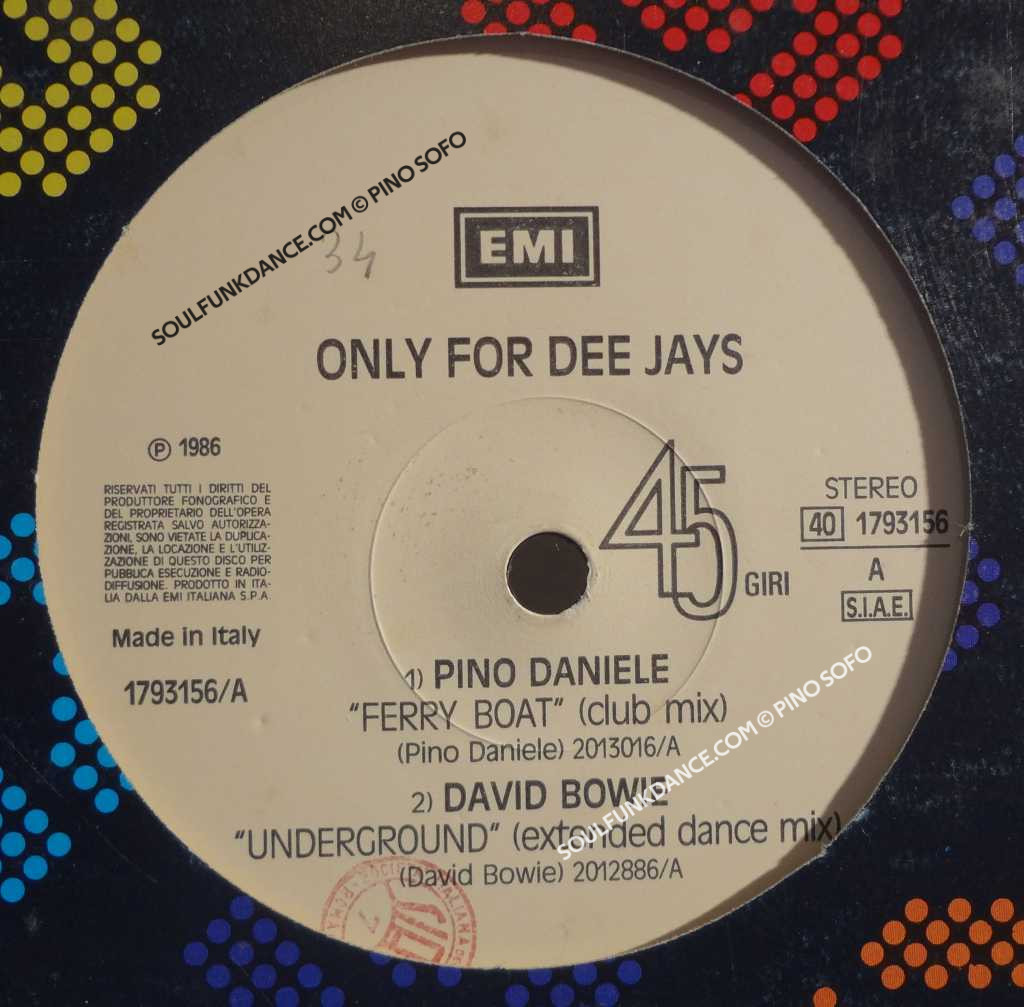 SOULFUNKDANCE.COM © PINO SOFO
34
EMI
ONLY FOR DEE JAYS
Ⓟ 1986
RISERVATI TUTTI I DIRITTI DEL
PRODUTTORE FONOGRAFICO E
DEL PROPRIETARIO DELL'OPERA
REGISTRATA SALVO AUTORIZZA-
ZIONI, SONO VIETATE LA DUPLICA-
ZIONE, LA LOCAZIONE E L'UTILIZ-
ZAZIONE DI QUESTO DISCO PER
PUBBLICA ESECUZIONE E RADIO-
DIFFUSIONE. PRODOTTO IN ITA-
LIA DALLA EMI ITALIANA S.P.A.
Made in Italy
1793156/A
45 GIRI
STEREO
40 1793156
A
S.I.A.E.
1) PINO DANIELE
"FERRY BOAT" (club mix)
(Pino Daniele) 2013016/A
2) DAVID BOWIE
"UNDERGROUND" (extended dance mix)
(David Bowie) 2012886/A
SOULFUNKDANCE.COM © PINO SOFO
ROMA
7